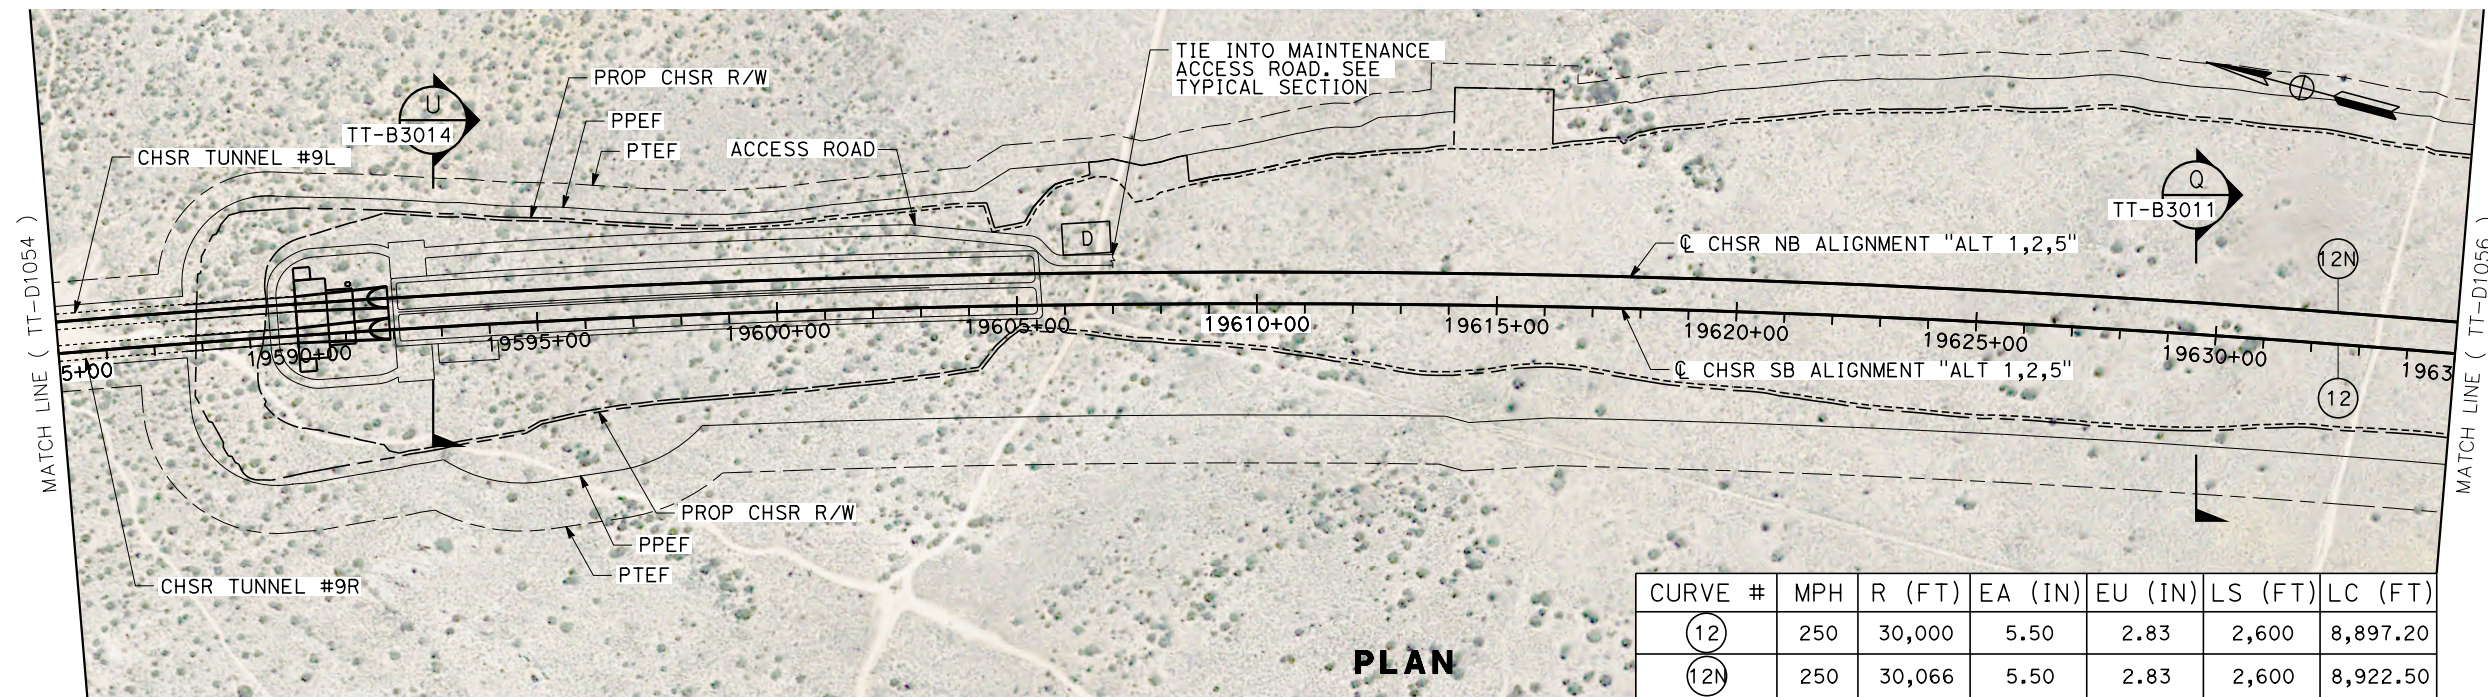 TIE INTO MAINTENANCE
ACCESS ROAD. SEE
TYPICAL SECTION
PROP CHSR R/W
U
TT-B3014
PPEF
PTEF
ACCESS ROAD
CHSR TUNNEL #9L
Q
TT-B3011
MATCH LINE ( TT-D1054 )
MATCH LINE ( TT-D1056 )
D
℄ CHSR NB ALIGNMENT "ALT 1,2,5"
12N
5+00
19590+00
19595+00
19600+00
19605+00
19610+00
19615+00
19620+00
19625+00
19630+00
1963
℄ CHSR SB ALIGNMENT "ALT 1,2,5"
12
PROP CHSR R/W
PPEF
PTEF
CHSR TUNNEL #9R
PLAN
CURVE # MPH R (FT) EA (IN) EU (IN) LS (FT) LC (FT)
12 250 30,000 5.50 2.83 2,600 8,897.20
12N 250 30,066 5.50 2.83 2,600 8,922.50